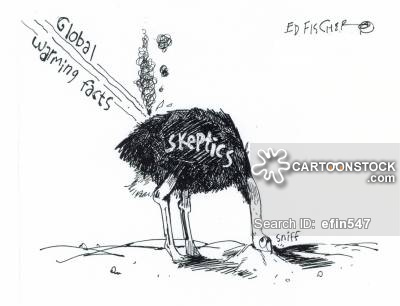 ED FISCHER
Global
warming facts
skeptics
CARTOONSTOCK
.com
Search ID: efin547
sniff